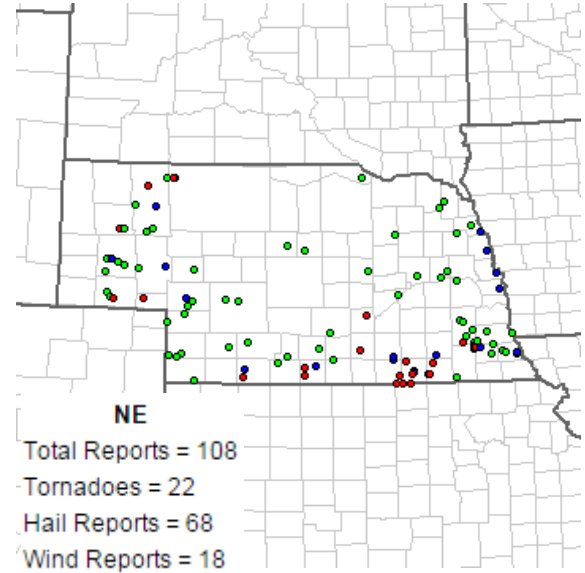 NE
Total Reports = 108
Tornadoes = 22
Hail Reports = 68
Wind Reports = 18